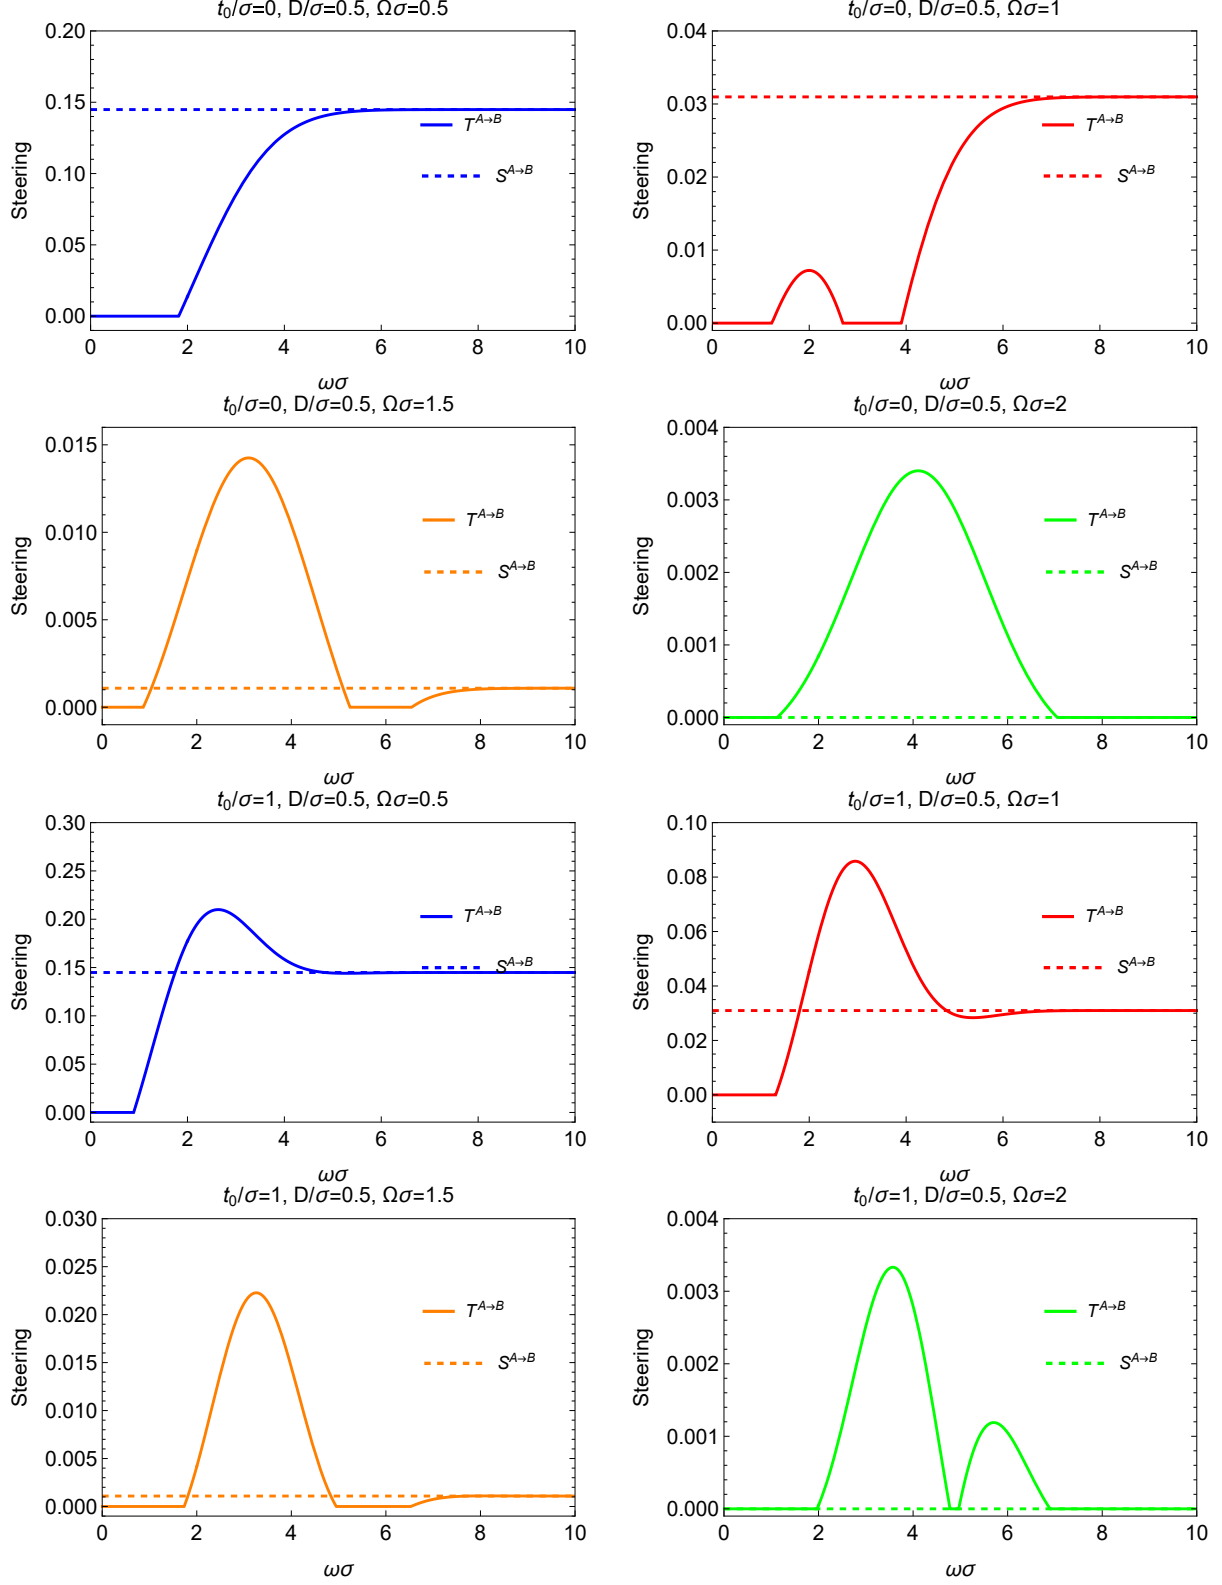 t₀/σ=0, D/σ=0.5, Ωσ=0.5
Steering
0.20
0.15
0.10
0.05
0.00
T^{A→B}
S^{A→B}
0 2 4 6 8 10
ωσ
t₀/σ=0, D/σ=0.5, Ωσ=1
Steering
0.04
0.03
0.02
0.01
0.00
T^{A→B}
S^{A→B}
0 2 4 6 8 10
ωσ
t₀/σ=0, D/σ=0.5, Ωσ=1.5
Steering
0.015
0.010
0.005
0.000
T^{A→B}
S^{A→B}
0 2 4 6 8 10
ωσ
t₀/σ=0, D/σ=0.5, Ωσ=2
Steering
0.004
0.003
0.002
0.001
0.000
T^{A→B}
S^{A→B}
0 2 4 6 8 10
ωσ
t₀/σ=1, D/σ=0.5, Ωσ=0.5
Steering
0.30
0.25
0.20
0.15
0.10
0.05
0.00
T^{A→B}
S^{A→B}
0 2 4 6 8 10
ωσ
t₀/σ=1, D/σ=0.5, Ωσ=1
Steering
0.10
0.08
0.06
0.04
0.02
0.00
T^{A→B}
S^{A→B}
0 2 4 6 8 10
ωσ
t₀/σ=1, D/σ=0.5, Ωσ=1.5
Steering
0.030
0.025
0.020
0.015
0.010
0.005
0.000
T^{A→B}
S^{A→B}
0 2 4 6 8 10
ωσ
t₀/σ=1, D/σ=0.5, Ωσ=2
Steering
0.004
0.003
0.002
0.001
0.000
T^{A→B}
S^{A→B}
0 2 4 6 8 10
ωσ